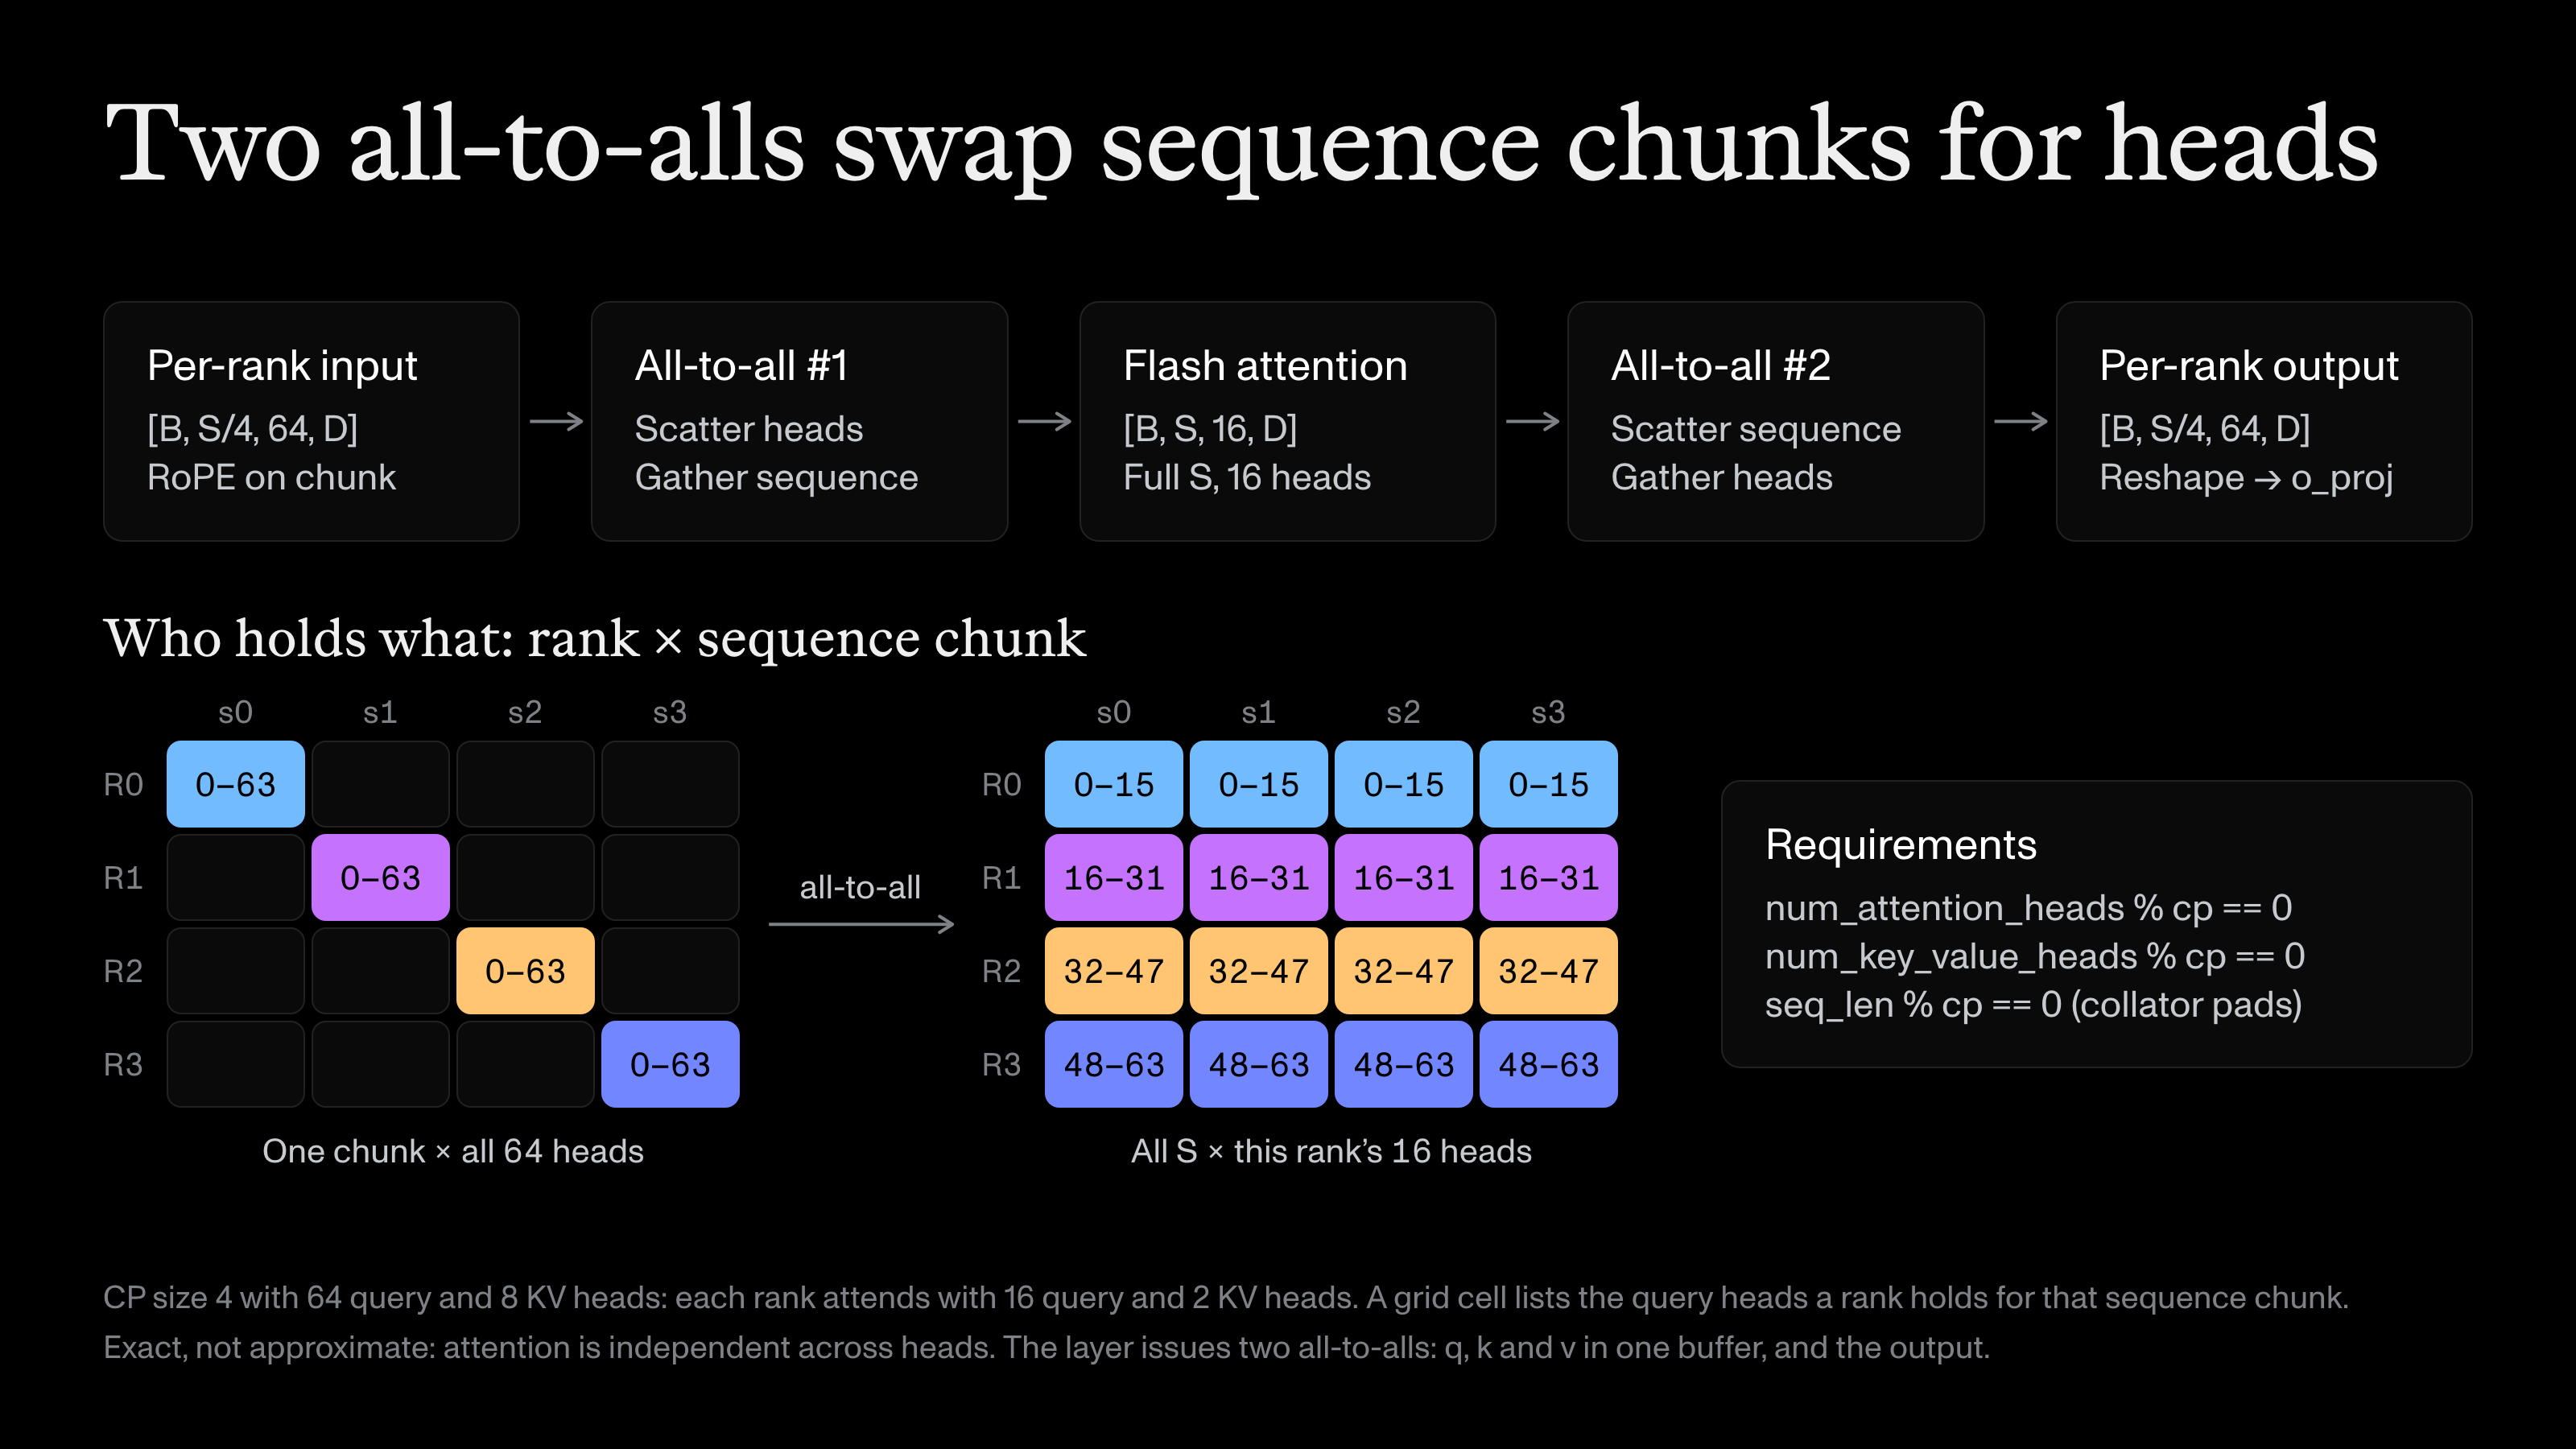 Two all-to-alls swap sequence chunks for heads
Per-rank input
[B, S/4, 64, D]
RoPE on chunk
All-to-all #1
Scatter heads
Gather sequence
Flash attention
[B, S, 16, D]
Full S, 16 heads
All-to-all #2
Scatter sequence
Gather heads
Per-rank output
[B, S/4, 64, D]
Reshape → o_proj
Who holds what: rank × sequence chunk
s0 s1 s2 s3
R0 0–63
R1 0–63
R2 0–63
R3 0–63
One chunk × all 64 heads
all-to-all
s0 s1 s2 s3
R0 0–15 0–15 0–15 0–15
R1 16–31 16–31 16–31 16–31
R2 32–47 32–47 32–47 32–47
R3 48–63 48–63 48–63 48–63
All S × this rank’s 16 heads
Requirements
num_attention_heads % cp == 0
num_key_value_heads % cp == 0
seq_len % cp == 0 (collator pads)
CP size 4 with 64 query and 8 KV heads: each rank attends with 16 query and 2 KV heads. A grid cell lists the query heads a rank holds for that sequence chunk.
Exact, not approximate: attention is independent across heads. The layer issues two all-to-alls: q, k and v in one buffer, and the output.